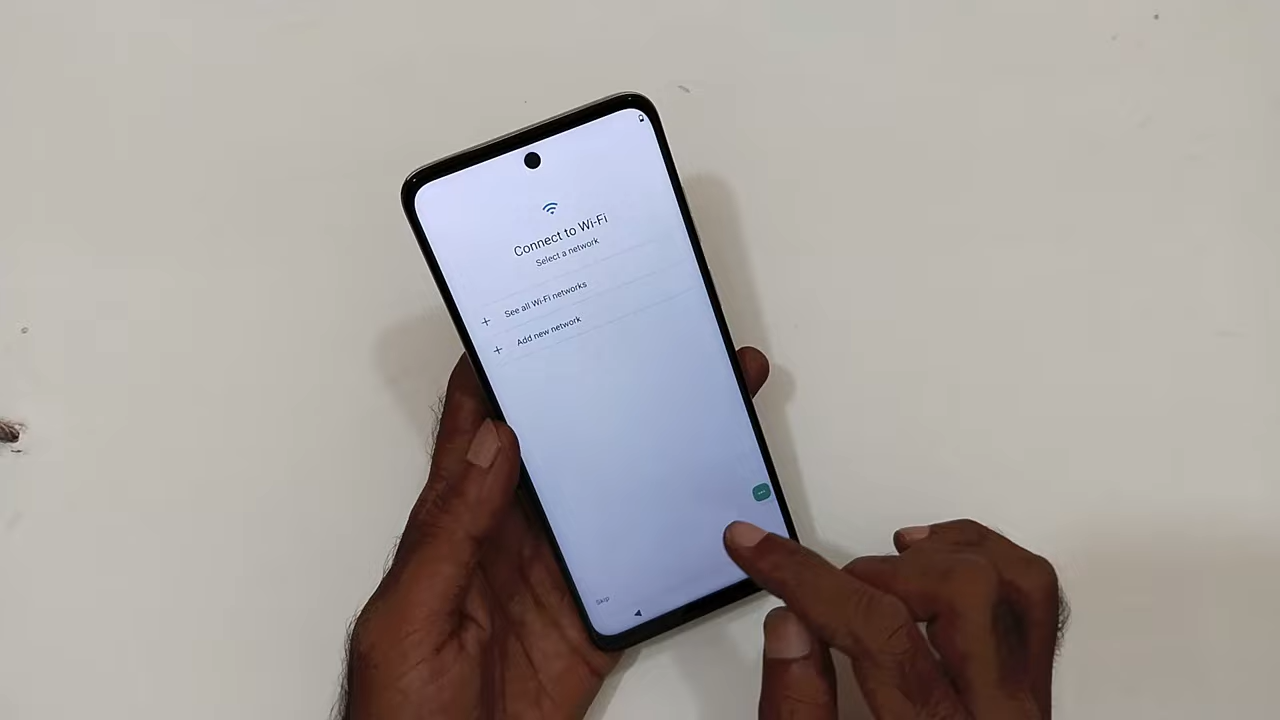 Connect to Wi-Fi
Select a network
See all Wi-Fi networks
Add new network
Skip